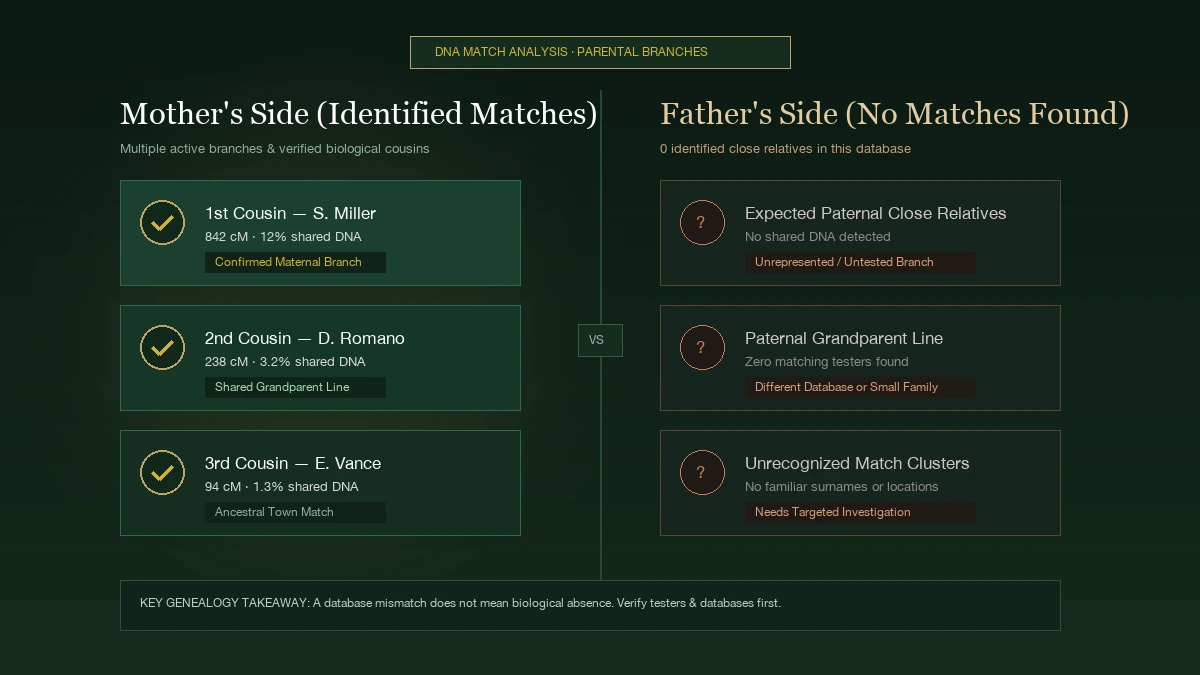 DNA MATCH ANALYSIS · PARENTAL BRANCHES
Mother's Side (Identified Matches)
Multiple active branches & verified biological cousins
1st Cousin — S. Miller
842 cM · 12% shared DNA
Confirmed Maternal Branch
2nd Cousin — D. Romano
238 cM · 3.2% shared DNA
Shared Grandparent Line
3rd Cousin — E. Vance
94 cM · 1.3% shared DNA
Ancestral Town Match
VS
Father's Side (No Matches Found)
0 identified close relatives in this database
?
Expected Paternal Close Relatives
No shared DNA detected
Unrepresented / Untested Branch
?
Paternal Grandparent Line
Zero matching testers found
Different Database or Small Family
?
Unrecognized Match Clusters
No familiar surnames or locations
Needs Targeted Investigation
KEY GENEALOGY TAKEAWAY: A database mismatch does not mean biological absence. Verify testers & databases first.